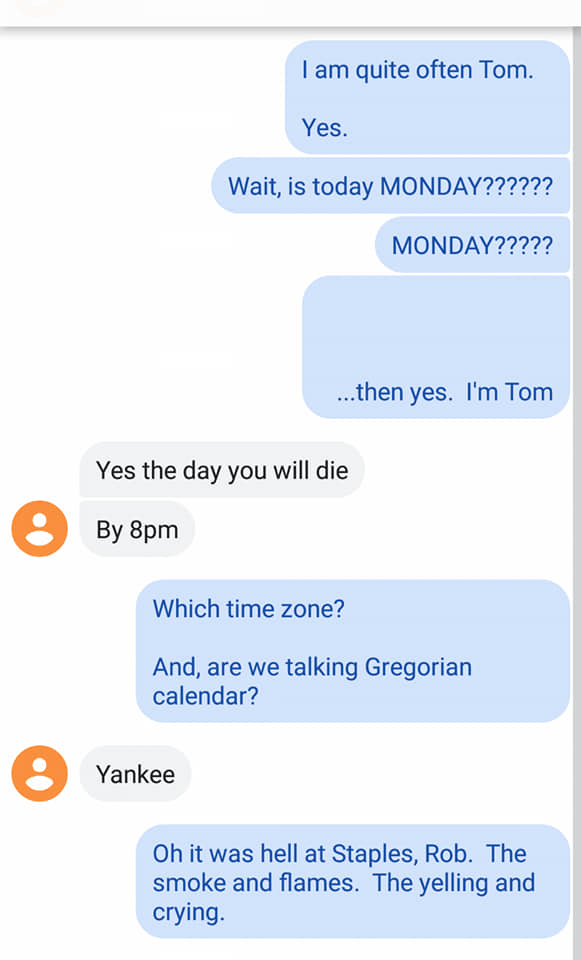 I am quite often Tom.
Yes.
Wait, is today MONDAY??????
MONDAY?????
...then yes.  I'm Tom
Yes the day you will die
By 8pm
Which time zone?
And, are we talking Gregorian
calendar?
Yankee
Oh it was hell at Staples, Rob.  The
smoke and flames.  The yelling and
crying.